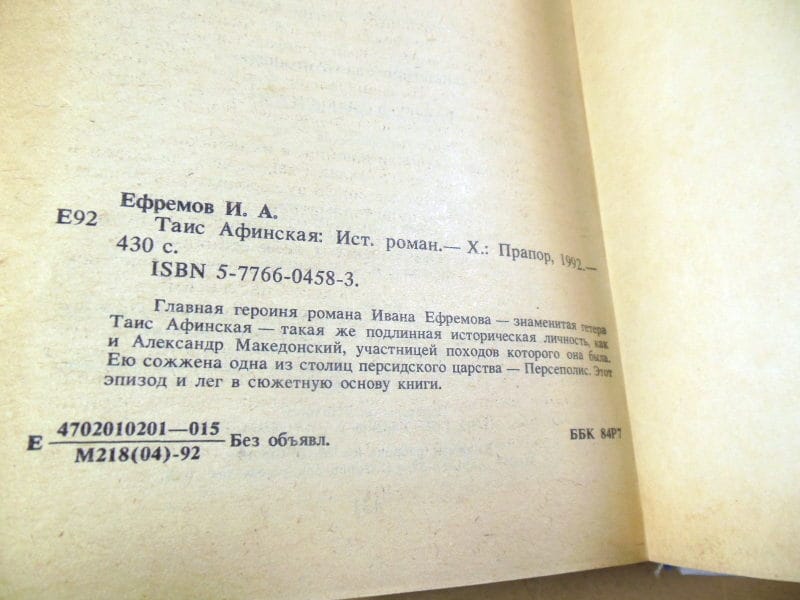 Ефремов И. А.
Е92 Таис Афинская: Ист. роман.— Х.: Прапор, 1992.—
430 с.
ISBN 5-7766-0458-3.
Главная героиня романа Ивана Ефремова — знаменитая гетера
Таис Афинская — такая же подлинная историческая личность, как
и Александр Македонский, участницей походов которого она была.
Ею сожжена одна из столиц персидского царства — Персеполис. Этот
эпизод и лег в сюжетную основу книги.
Е 4702010201—015
М218(04)-92
Без объявл.
ББК 84Р7